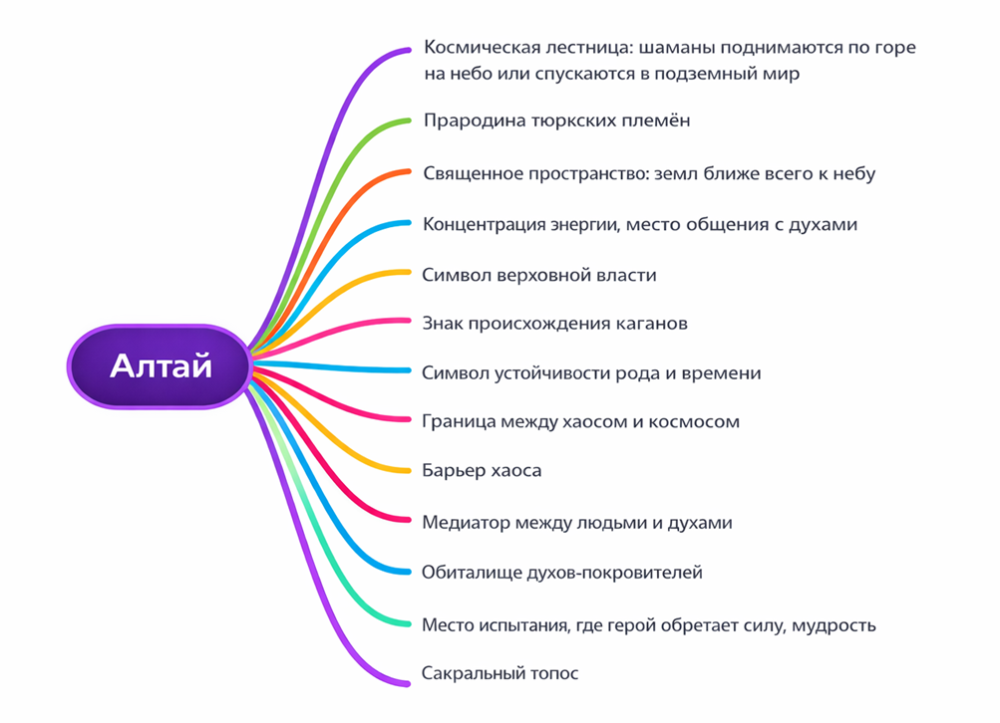 Космическая лестница: шаманы поднимаются по горе
на небо или спускаются в подземный мир
Прародина тюркских племён
Священное пространство: земл ближе всего к небу
Концентрация энергии, место общения с духами
Символ верховной власти
Знак происхождения каганов
Алтай
Символ устойчивости рода и времени
Граница между хаосом и космосом
Барьер хаоса
Медиатор между людьми и духами
Обиталище духов-покровителей
Место испытания, где герой обретает силу, мудрость
Сакральный топос